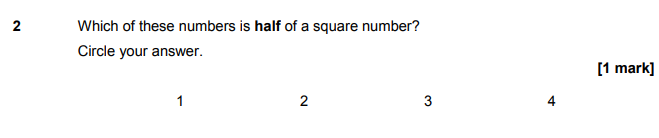 2 Which of these numbers is half of a square number?
Circle your answer.
[1 mark]
1 2 3 4